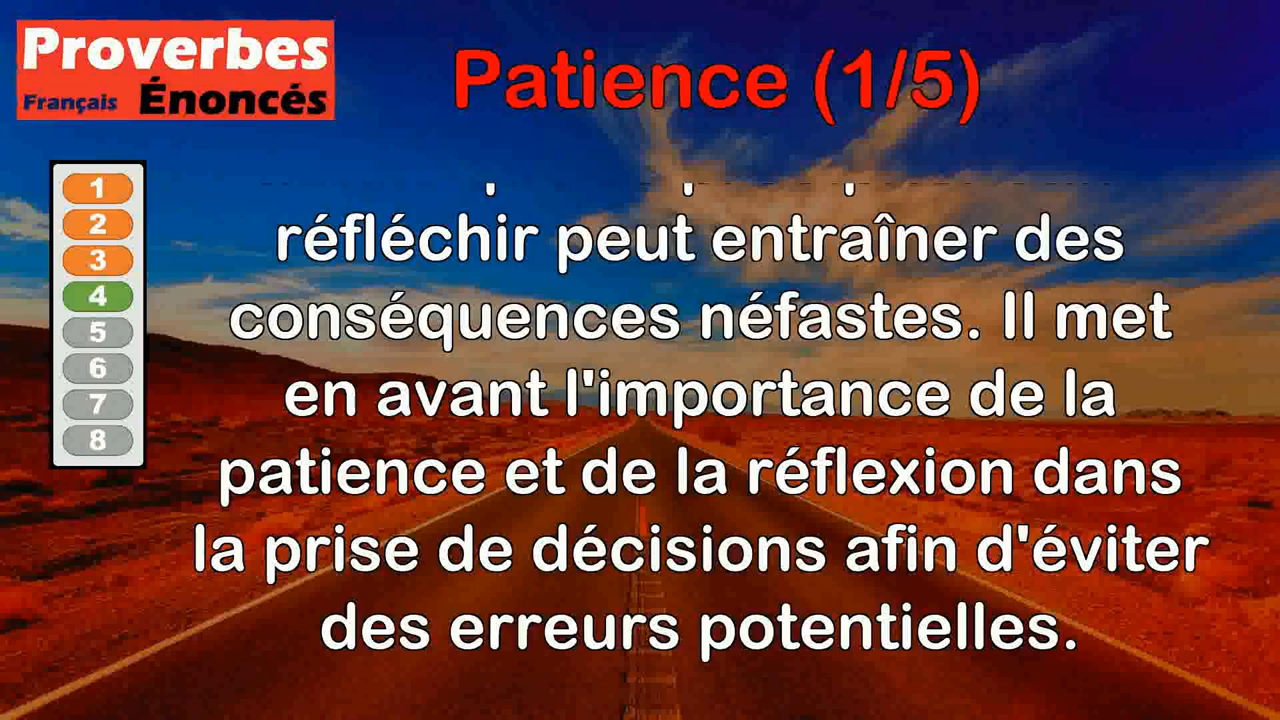 Proverbes
Français Énoncés
Patience (1/5)
1
2
3
4
5
6
7
8
réfléchir peut entraîner des
conséquences néfastes. Il met
en avant l'importance de la
patience et de la réflexion dans
la prise de décisions afin d'éviter
des erreurs potentielles.